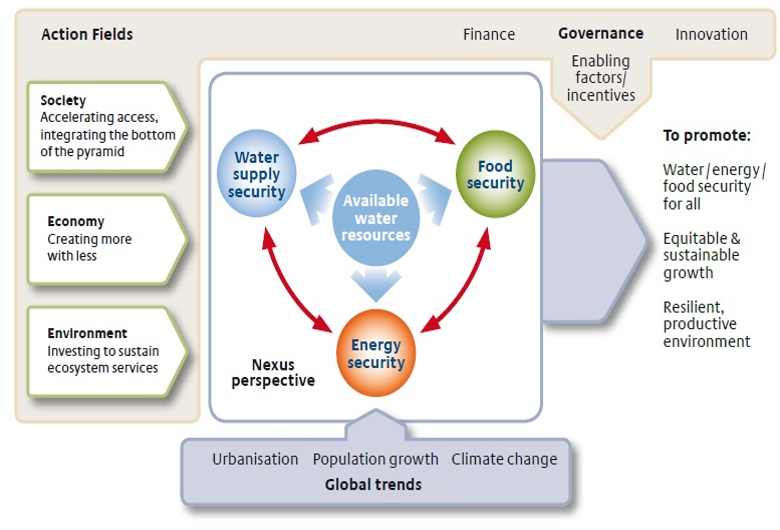 Action Fields
Finance
Governance
Innovation
Enabling
factors/
incentives
Society
Accelerating access,
integrating the bottom
of the pyramid
Economy
Creating more
with less
Environment
Investing to sustain
ecosystem services
Water
supply
security
Food
security
Available
water
resources
Energy
security
Nexus
perspective
To promote:
Water/energy/
food security
for all
Equitable &
sustainable
growth
Resilient,
productive
environment
Urbanisation
Population growth
Climate change
Global trends